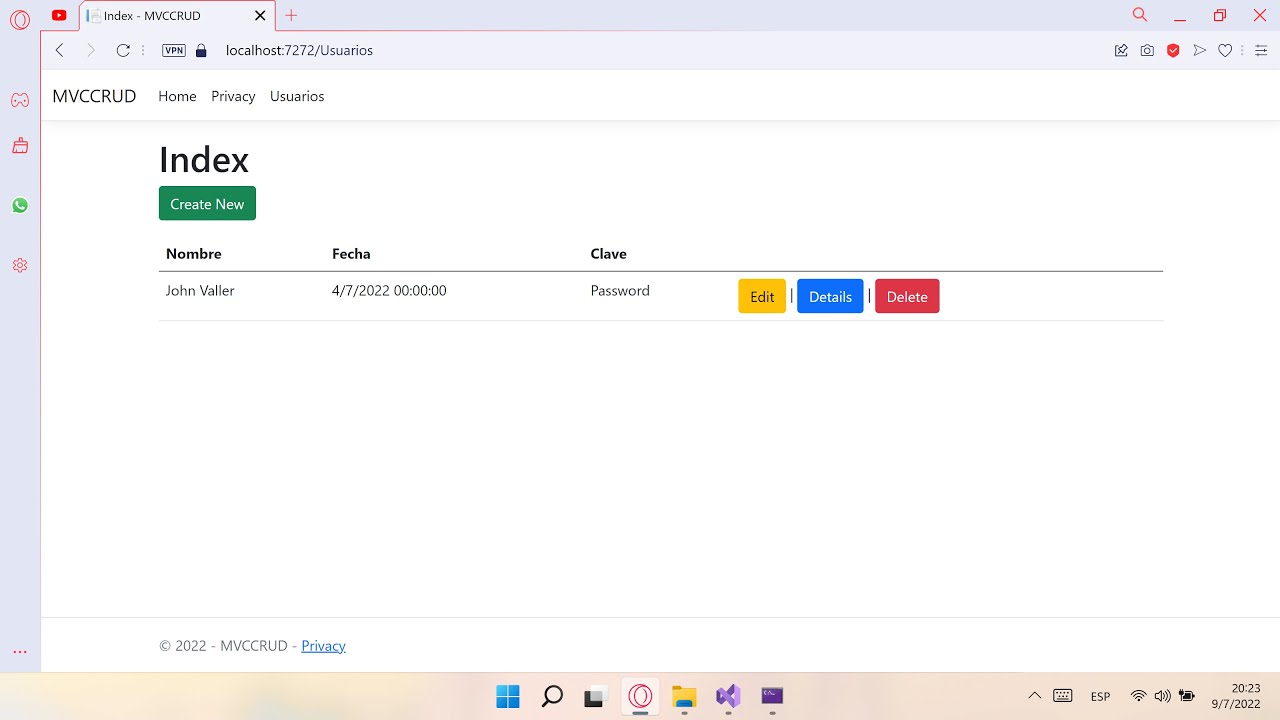 Index - MVCCRUD
VPN localhost:7272/Usuarios
MVCCRUD Home Privacy Usuarios
Index
Create New
Nombre Fecha Clave
John Valler 4/7/2022 00:00:00 Password Edit | Details | Delete
© 2022 - MVCCRUD - Privacy
ESP 20:23
9/7/2022